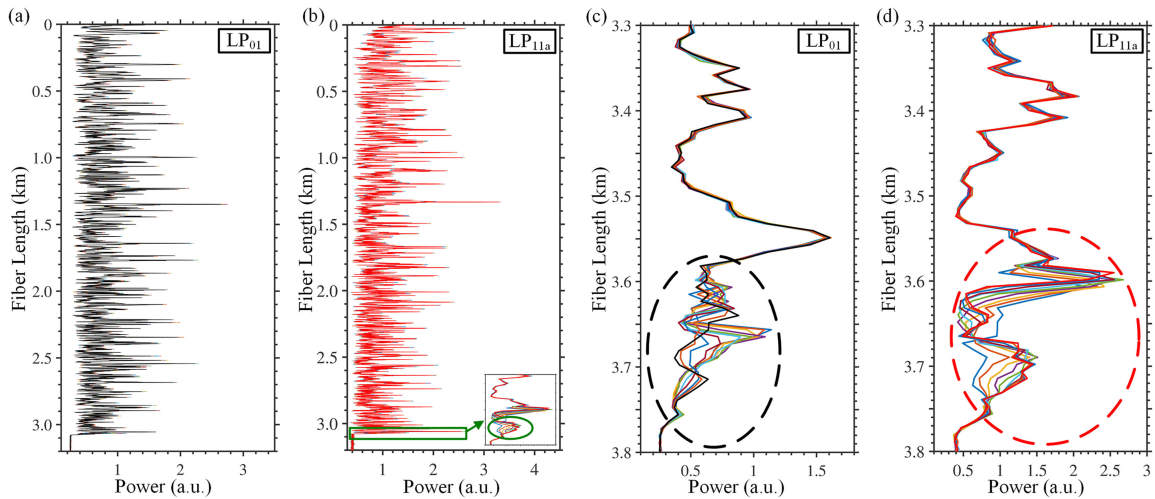 (a)
LP01
Fiber Length (km)
0
0.5
1.0
1.5
2.0
2.5
3.0
1 2 3
Power (a.u.)
(b)
LP11a
Fiber Length (km)
0
0.5
1.0
1.5
2.0
2.5
3.0
1 2 3 4
Power (a.u.)
(c)
LP01
Fiber Length (km)
3.3
3.4
3.5
3.6
3.7
3.8
0.5 1 1.5
Power (a.u.)
(d)
LP11a
Fiber Length (km)
3.3
3.4
3.5
3.6
3.7
3.8
0.5 1 1.5 2 2.5 3
Power (a.u.)